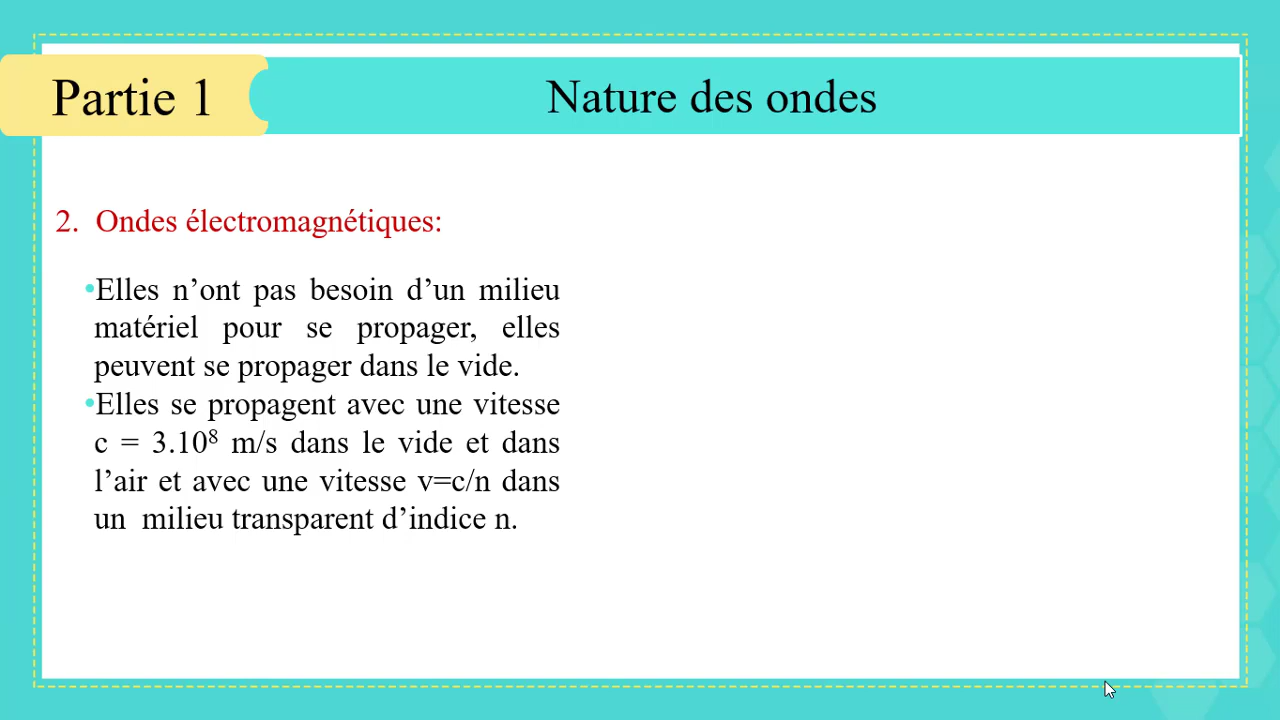 Partie 1
Nature des ondes
2. Ondes électromagnétiques:
•Elles n’ont pas besoin d’un milieu
matériel pour se propager, elles
peuvent se propager dans le vide.
•Elles se propagent avec une vitesse
c = 3.10⁸ m/s dans le vide et dans
l’air et avec une vitesse v=c/n dans
un milieu transparent d’indice n.